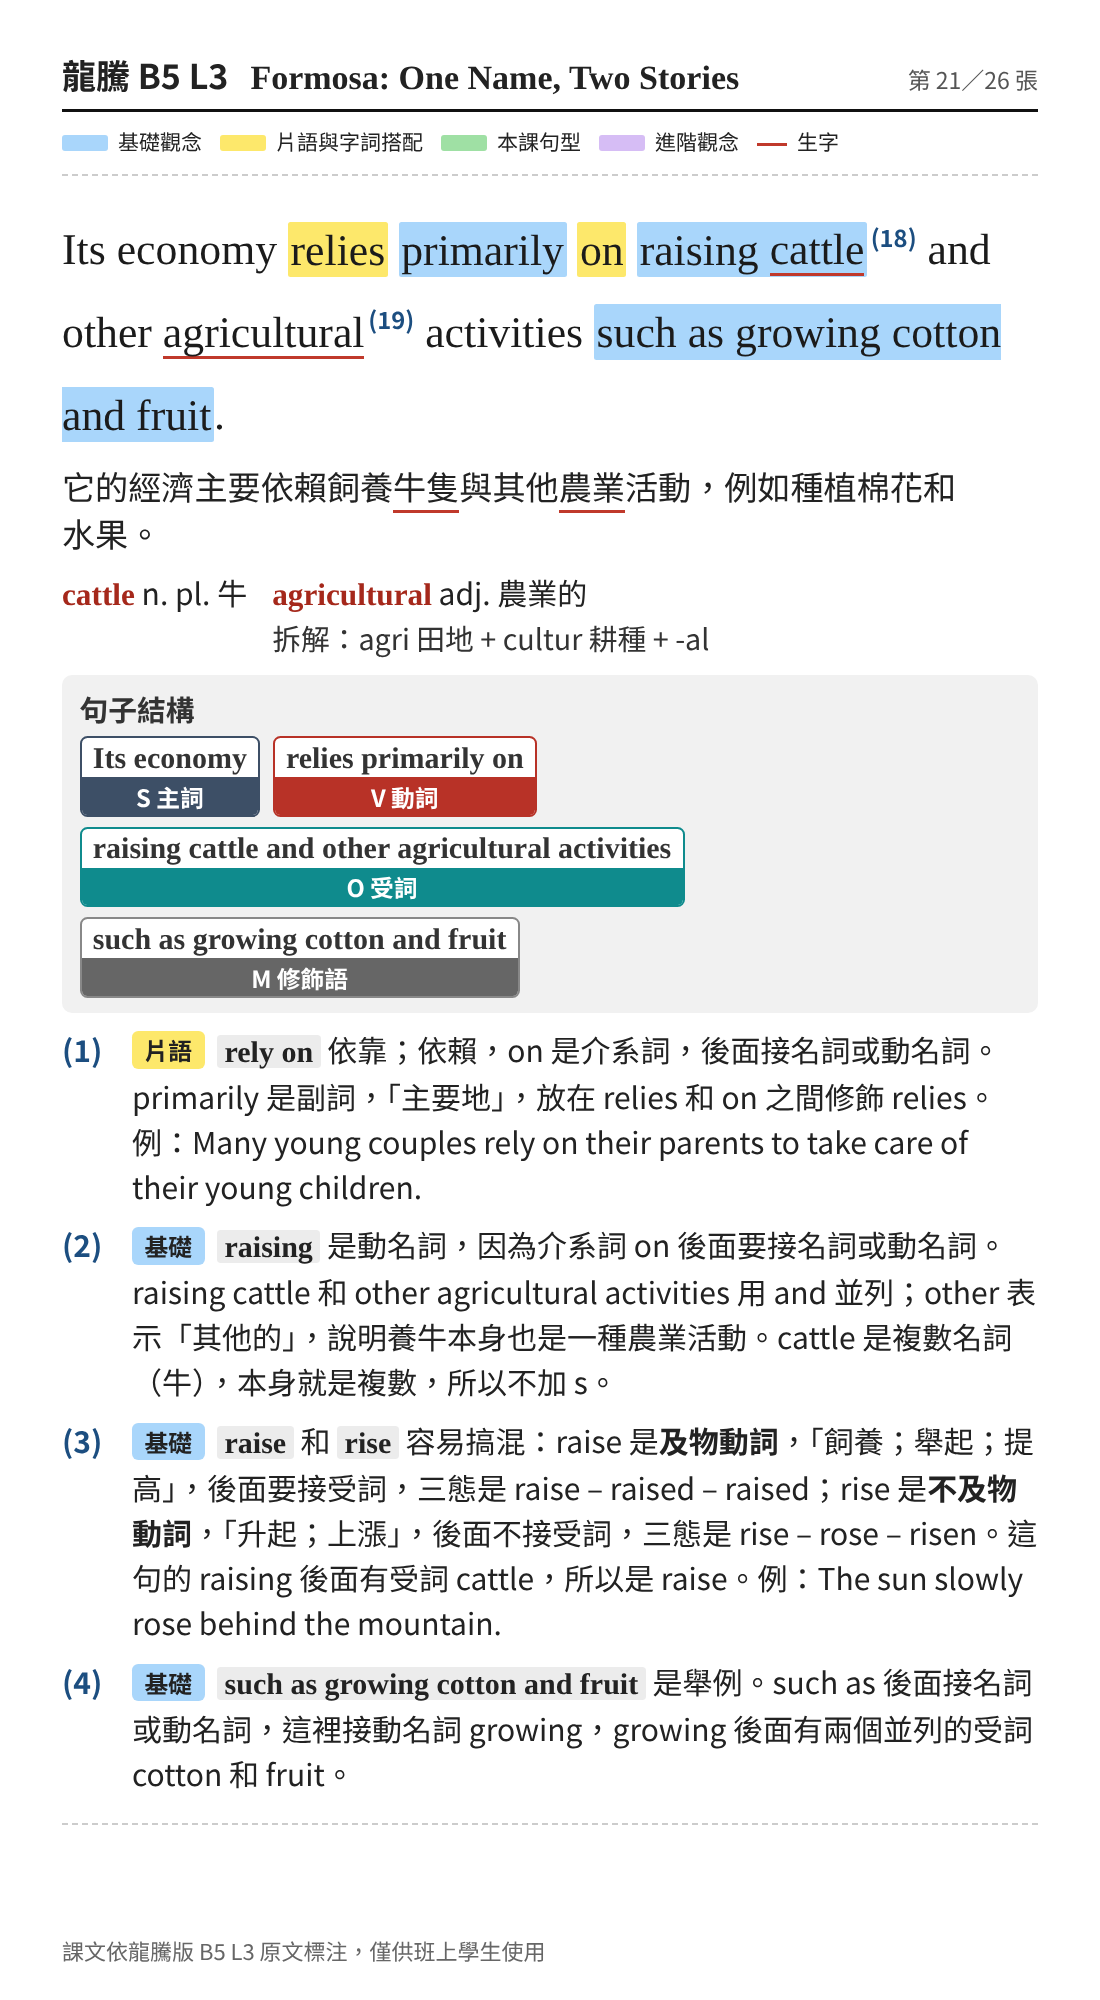 龍騰 B5 L3 Formosa: One Name, Two Stories 第 21／26 張
基礎觀念 片語與字詞搭配 本課句型 進階觀念 生字
Its economy relies primarily on raising cattle (18) and
other agricultural (19) activities such as growing cotton
and fruit.
它的經濟主要依賴飼養牛隻與其他農業活動，例如種植棉花和
水果。
cattle n. pl. 牛 agricultural adj. 農業的
拆解：agri 田地 + cultur 耕種 + -al
句子結構
Its economy relies primarily on
S 主詞 V 動詞
raising cattle and other agricultural activities
O 受詞
such as growing cotton and fruit
M 修飾語
(1) 片語 rely on 依靠；依賴，on 是介系詞，後面接名詞或動名詞。
primarily 是副詞，「主要地」，放在 relies 和 on 之間修飾 relies。
例：Many young couples rely on their parents to take care of
their young children.
(2) 基礎 raising 是動名詞，因為介系詞 on 後面要接名詞或動名詞。
raising cattle 和 other agricultural activities 用 and 並列；other 表
示「其他的」，說明養牛本身也是一種農業活動。cattle 是複數名詞
（牛），本身就是複數，所以不加 s。
(3) 基礎 raise 和 rise 容易搞混：raise 是及物動詞，「飼養；舉起；提
高」，後面要接受詞，三態是 raise – raised – raised；rise 是不及物
動詞，「升起；上漲」，後面不接受詞，三態是 rise – rose – risen。這
句的 raising 後面有受詞 cattle，所以是 raise。例：The sun slowly
rose behind the mountain.
(4) 基礎 such as growing cotton and fruit 是舉例。such as 後面接名詞
或動名詞，這裡接動名詞 growing，growing 後面有兩個並列的受詞
cotton 和 fruit。
課文依龍騰版 B5 L3 原文標注，僅供班上學生使用